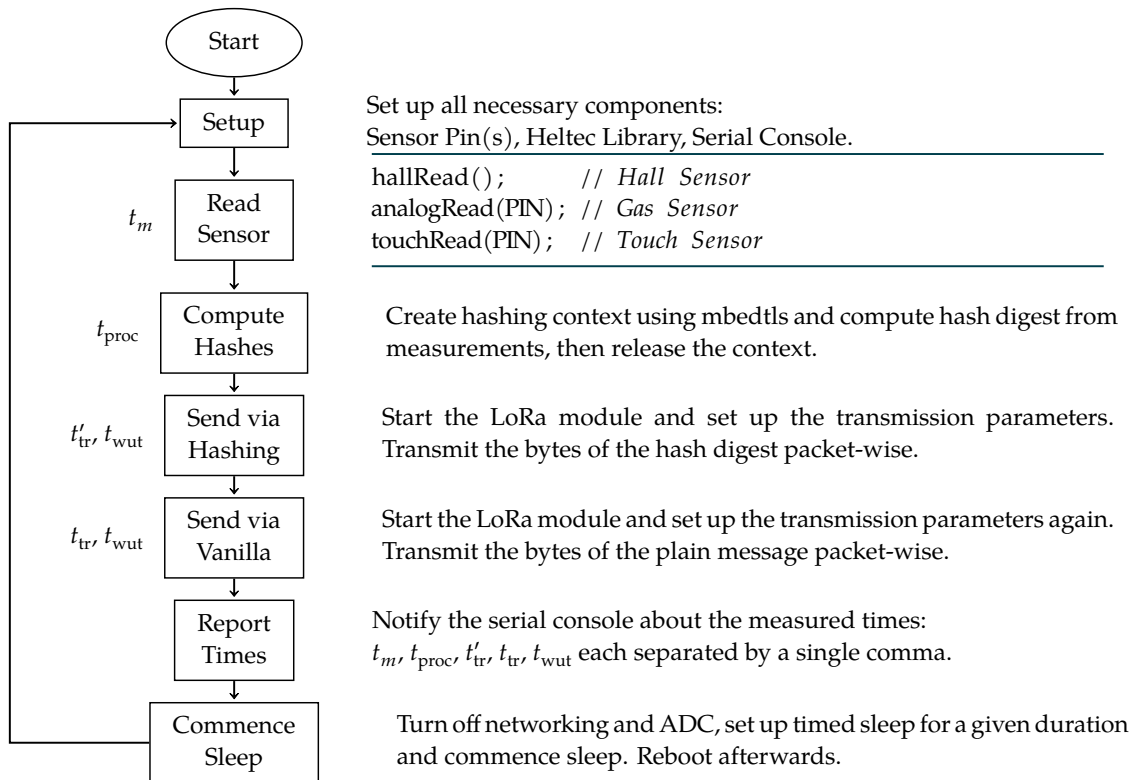 Start
Setup
Set up all necessary components:
Sensor Pin(s), Heltec Library, Serial Console.
t_m
Read
Sensor
hallRead(); // Hall Sensor
analogRead(PIN); // Gas Sensor
touchRead(PIN); // Touch Sensor
t_proc
Compute
Hashes
Create hashing context using mbedtls and compute hash digest from
measurements, then release the context.
t′_tr, t_wut
Send via
Hashing
Start the LoRa module and set up the transmission parameters.
Transmit the bytes of the hash digest packet-wise.
t_tr, t_wut
Send via
Vanilla
Start the LoRa module and set up the transmission parameters again.
Transmit the bytes of the plain message packet-wise.
Report
Times
Notify the serial console about the measured times:
t_m, t_proc, t′_tr, t_tr, t_wut each separated by a single comma.
Commence
Sleep
Turn off networking and ADC, set up timed sleep for a given duration
and commence sleep. Reboot afterwards.